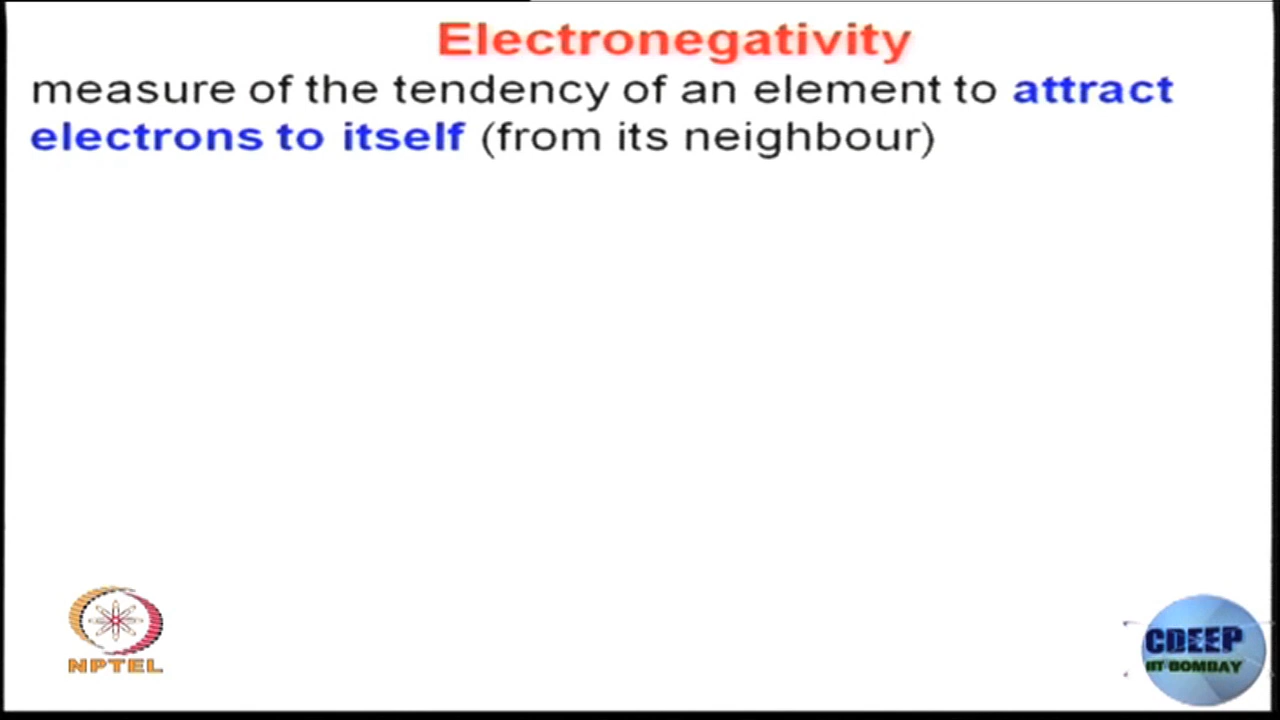 Electronegativity
measure of the tendency of an element to attract
electrons to itself (from its neighbour)
NPTEL
CDEEP
IIT BOMBAY